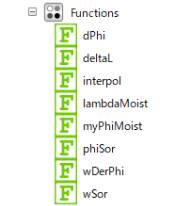 Functions
F dPhi
F deltaL
F interpol
F lambdaMoist
F myPhiMoist
F phiSor
F wDerPhi
F wSor